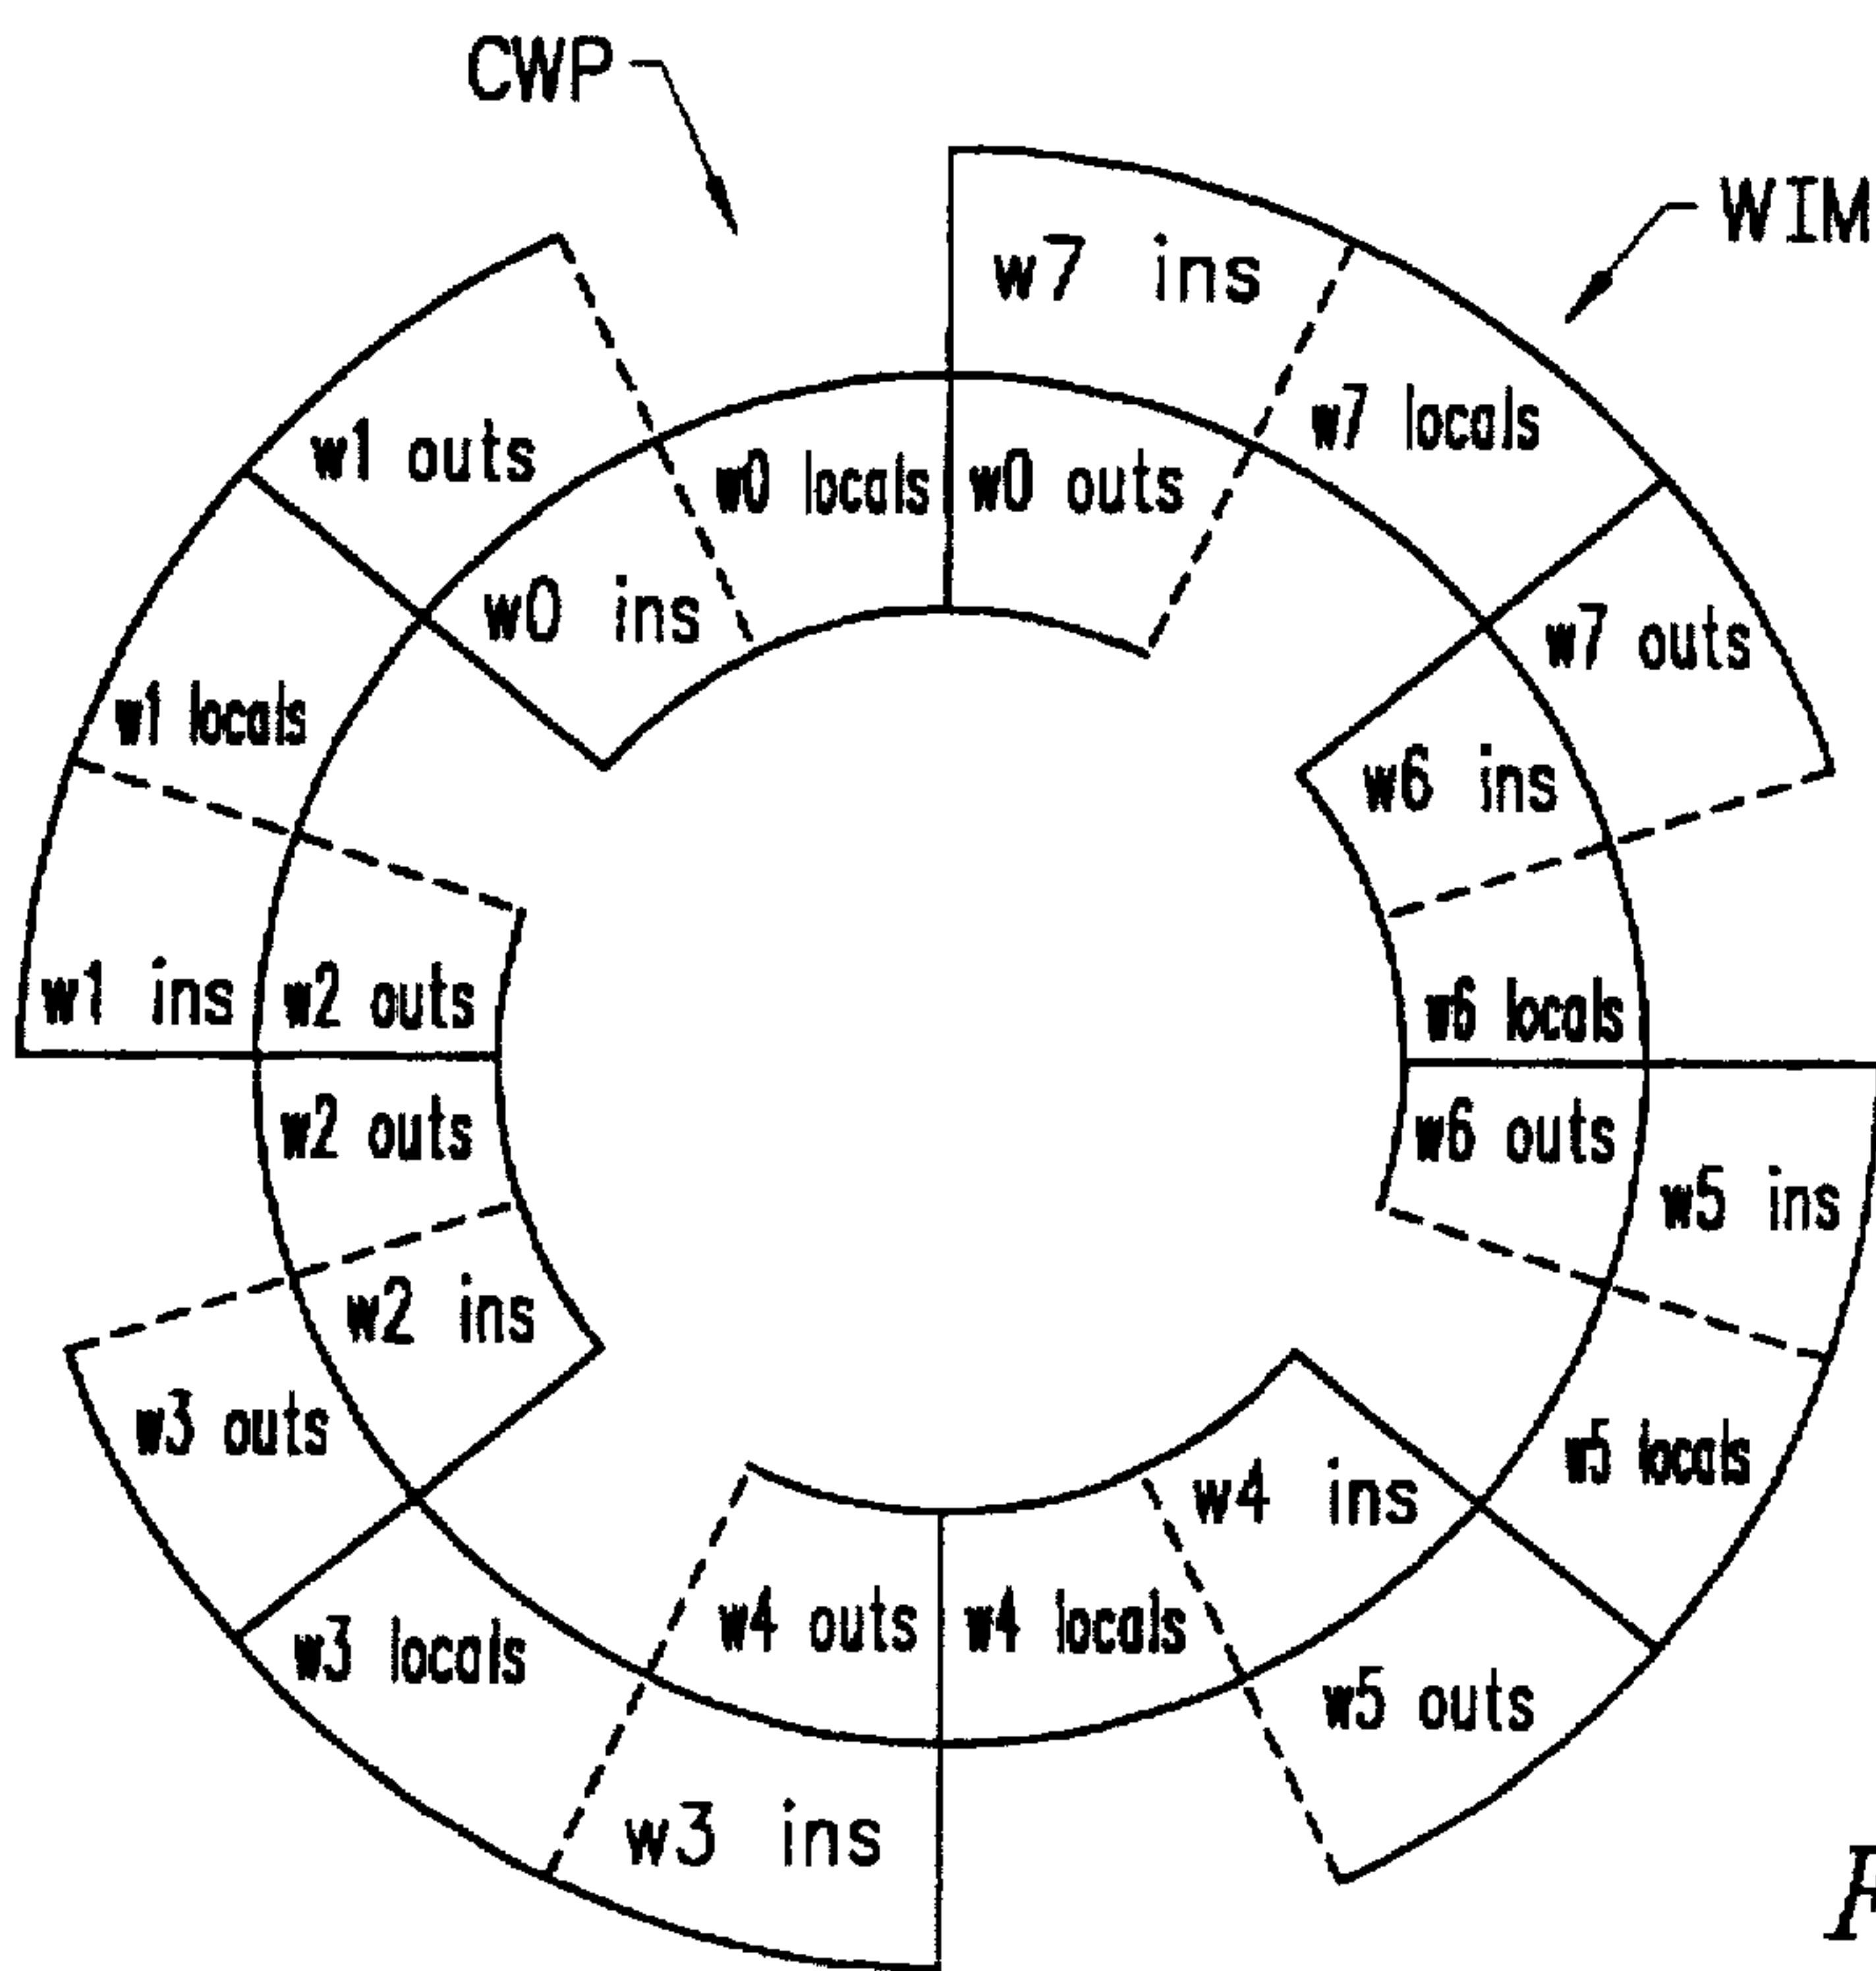 CWP
WIM
w7 ins
w7 locals
w1 outs
w0 locals
w0 outs
w0 ins
w7 outs
w1 locals
w6 ins
w1 ins
w2 outs
w6 locals
w2 outs
w6 outs
w5 ins
w2 ins
w3 outs
w5 locals
w4 ins
w4 outs
w4 locals
w3 locals
w5 outs
w3 ins